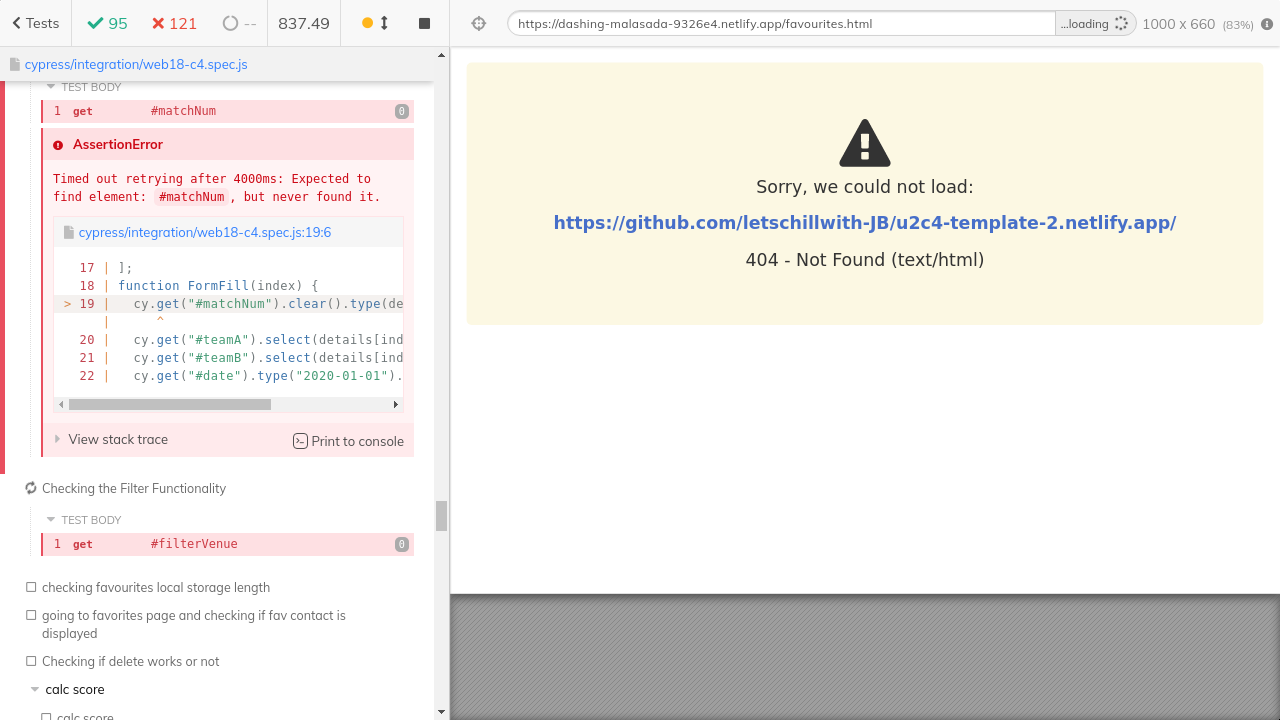 Tests 95 121 -- 837.49
https://dashing-malasada-9326e4.netlify.app/favourites.html ...loading 1000 x 660 (83%)
cypress/integration/web18-c4.spec.js
TEST BODY
1 get #matchNum 0
AssertionError
Timed out retrying after 4000ms: Expected to
find element: #matchNum, but never found it.
cypress/integration/web18-c4.spec.js:19:6
17 | ];
18 | function FormFill(index) {
> 19 | cy.get("#matchNum").clear().type(de
| ^
20 | cy.get("#teamA").select(details[ind
21 | cy.get("#teamB").select(details[ind
22 | cy.get("#date").type("2020-01-01").
View stack trace Print to console
Checking the Filter Functionality
TEST BODY
1 get #filterVenue 0
checking favourites local storage length
going to favorites page and checking if fav contact is
displayed
Checking if delete works or not
calc score
calc score
Sorry, we could not load:
https://github.com/letschillwith-JB/u2c4-template-2.netlify.app/
404 - Not Found (text/html)